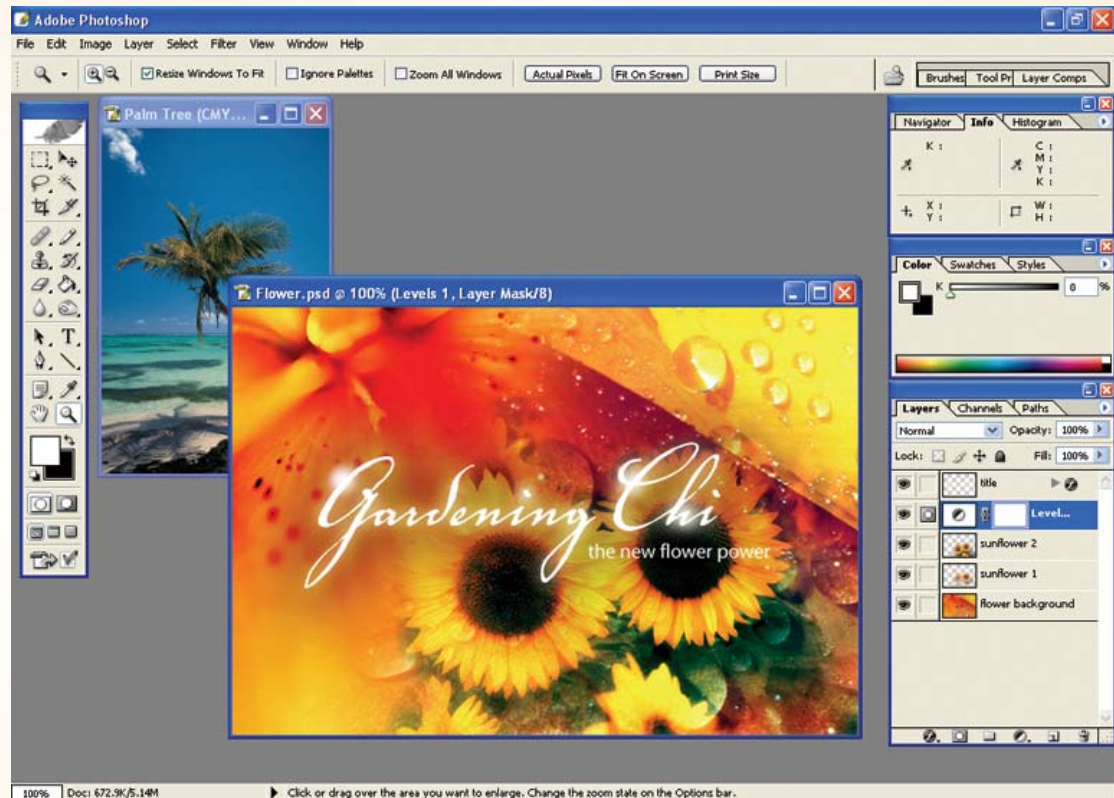 Adobe Photoshop
File Edit Image Layer Select Filter View Window Help
Resize Windows To Fit Ignore Palettes Zoom All Windows Actual Pixels Fit On Screen Print Size Brushes Tool Pr Layer Comps
Palm Tree (CMY...
Navigator Info Histogram
K : C :
M :
Y :
K :
X : W :
Y : H :
Color Swatches Styles
K 0 %
T.
Flower.psd @ 100% (Levels 1, Layer Mask/8)
Gardening Chi
the new flower power
Layers Channels Paths
Normal Opacity: 100%
Lock: Fill: 100%
title
Level...
sunflower 2
sunflower 1
flower background
100% Doc: 672.9K/5.14M Click or drag over the area you want to enlarge. Change the zoom state on the Options bar.